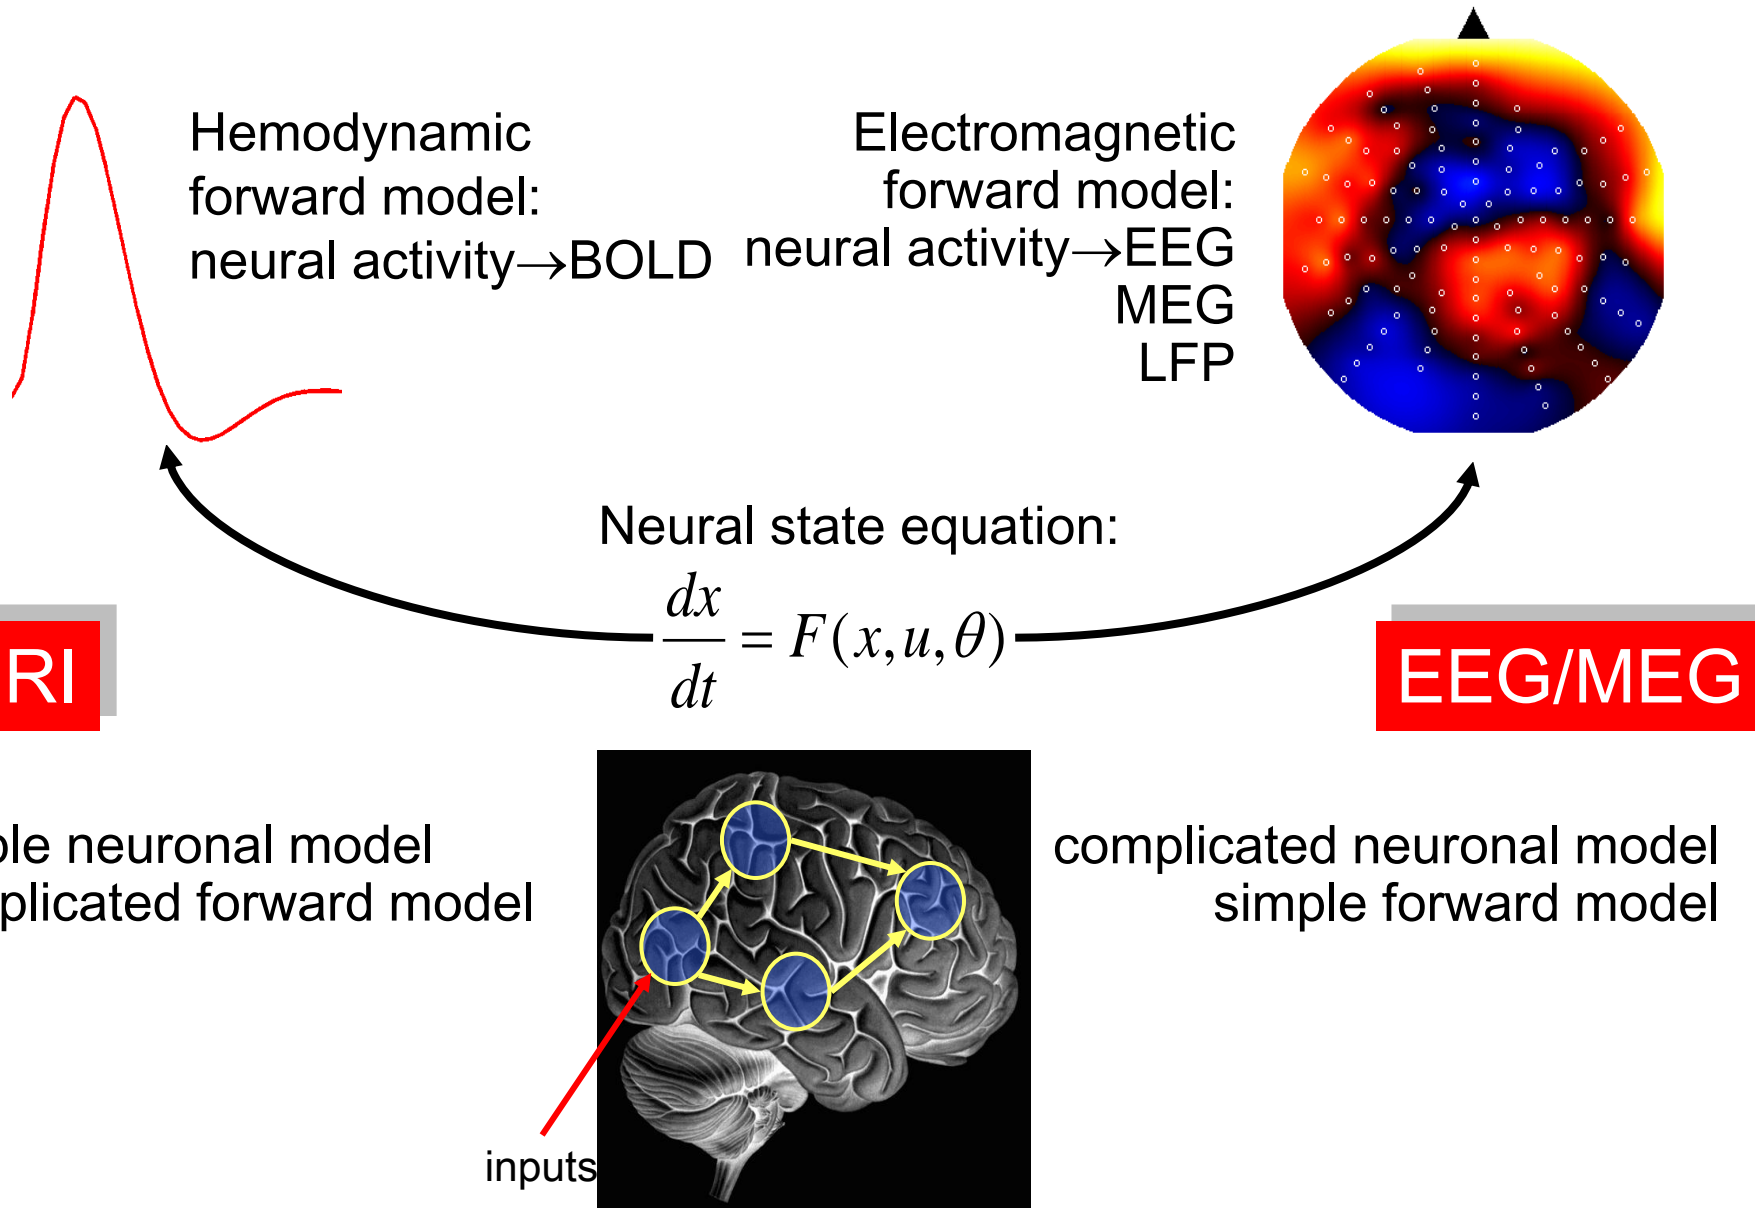 Hemodynamic
forward model:
neural activity→BOLD
Electromagnetic
forward model:
neural activity→EEG
MEG
LFP
Neural state equation:
dx/dt = F(x,u,θ)
RI
EEG/MEG
ple neuronal model
plicated forward model
complicated neuronal model
simple forward model
inputs